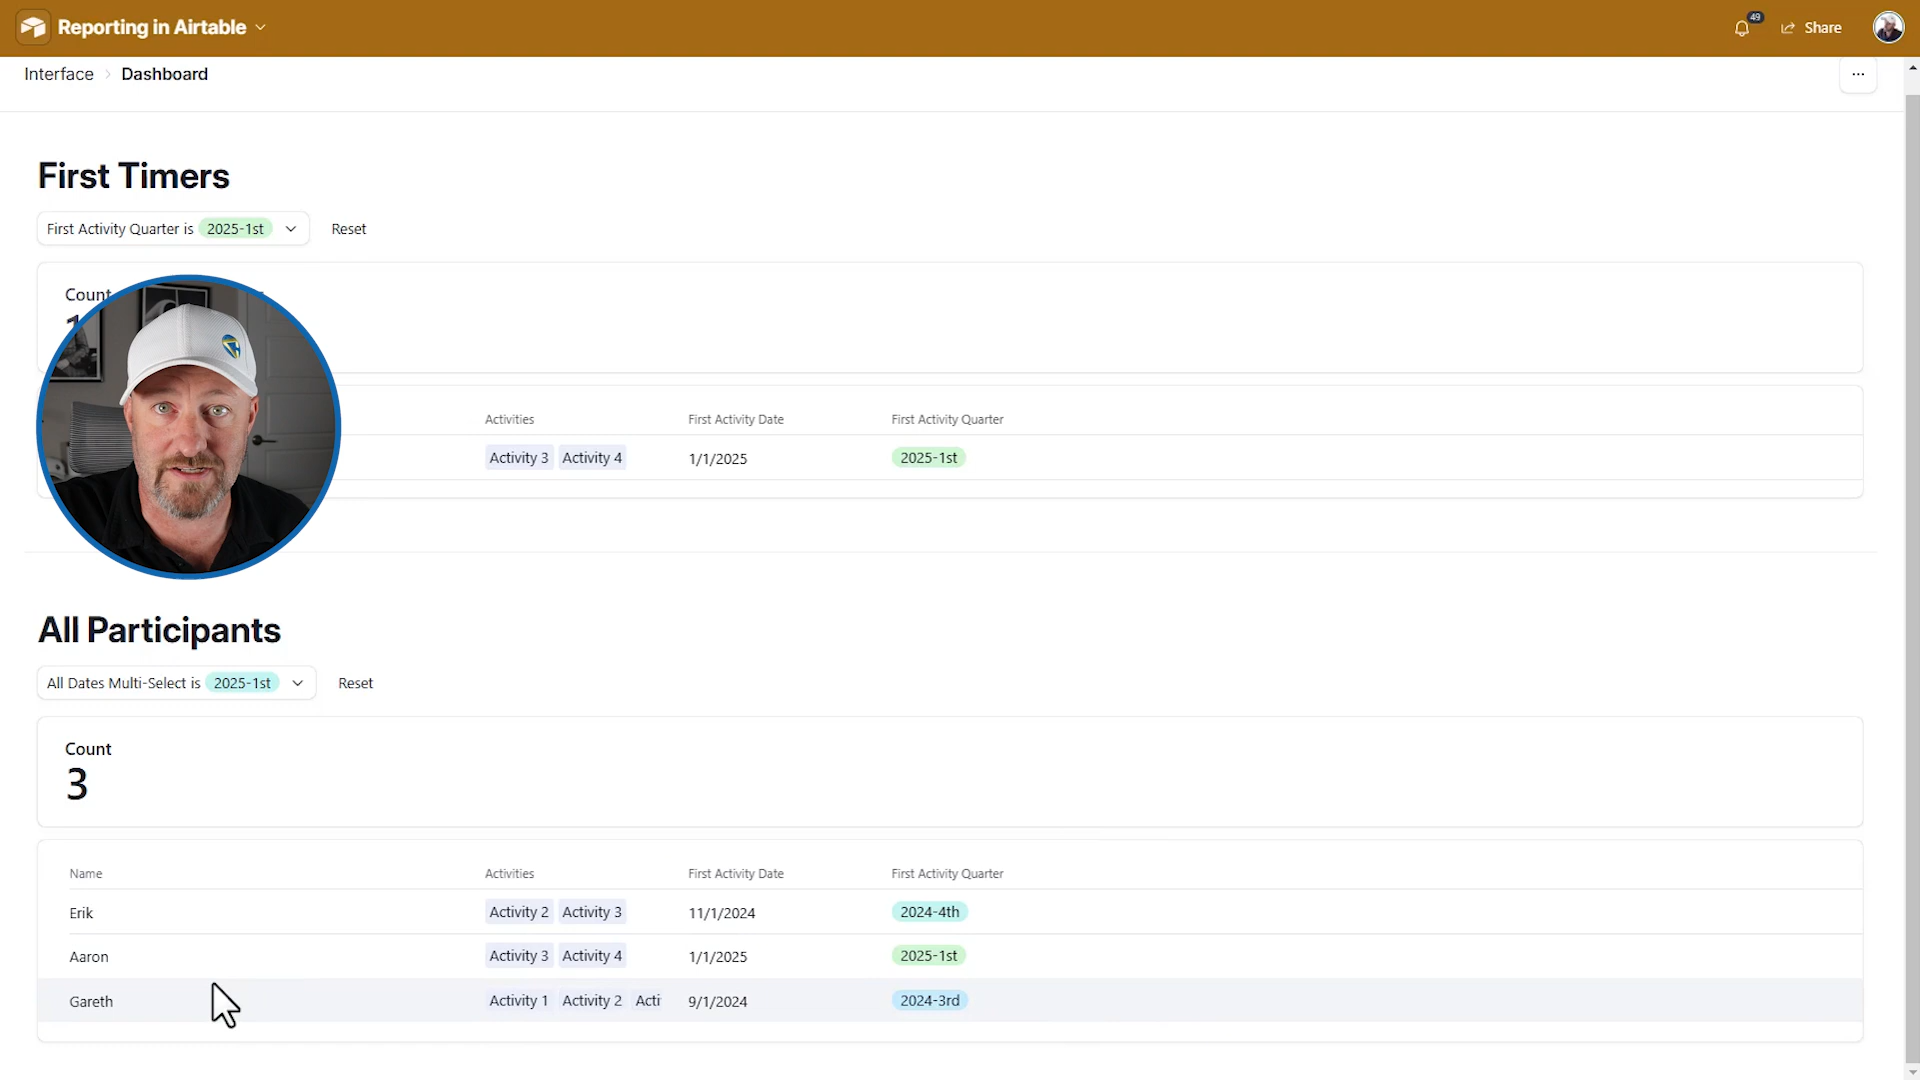 Reporting in Airtable
49
Share
Interface > Dashboard
...
First Timers
First Activity Quarter is 2025-1st
Reset
Count
Activities First Activity Date First Activity Quarter
Activity 3 Activity 4 1/1/2025 2025-1st
All Participants
All Dates Multi-Select is 2025-1st
Reset
Count
3
Name Activities First Activity Date First Activity Quarter
Erik Activity 2 Activity 3 11/1/2024 2024-4th
Aaron Activity 3 Activity 4 1/1/2025 2025-1st
Gareth Activity 1 Activity 2 Acti 9/1/2024 2024-3rd